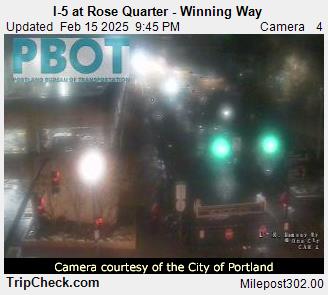 I-5 at Rose Quarter - Winning Way
Updated Feb 15 2025 9:45 PM Camera 4
PBOT
PORTLAND BUREAU OF TRANSPORTATION
Camera courtesy of the City of Portland
TripCheck.com Milepost302.00